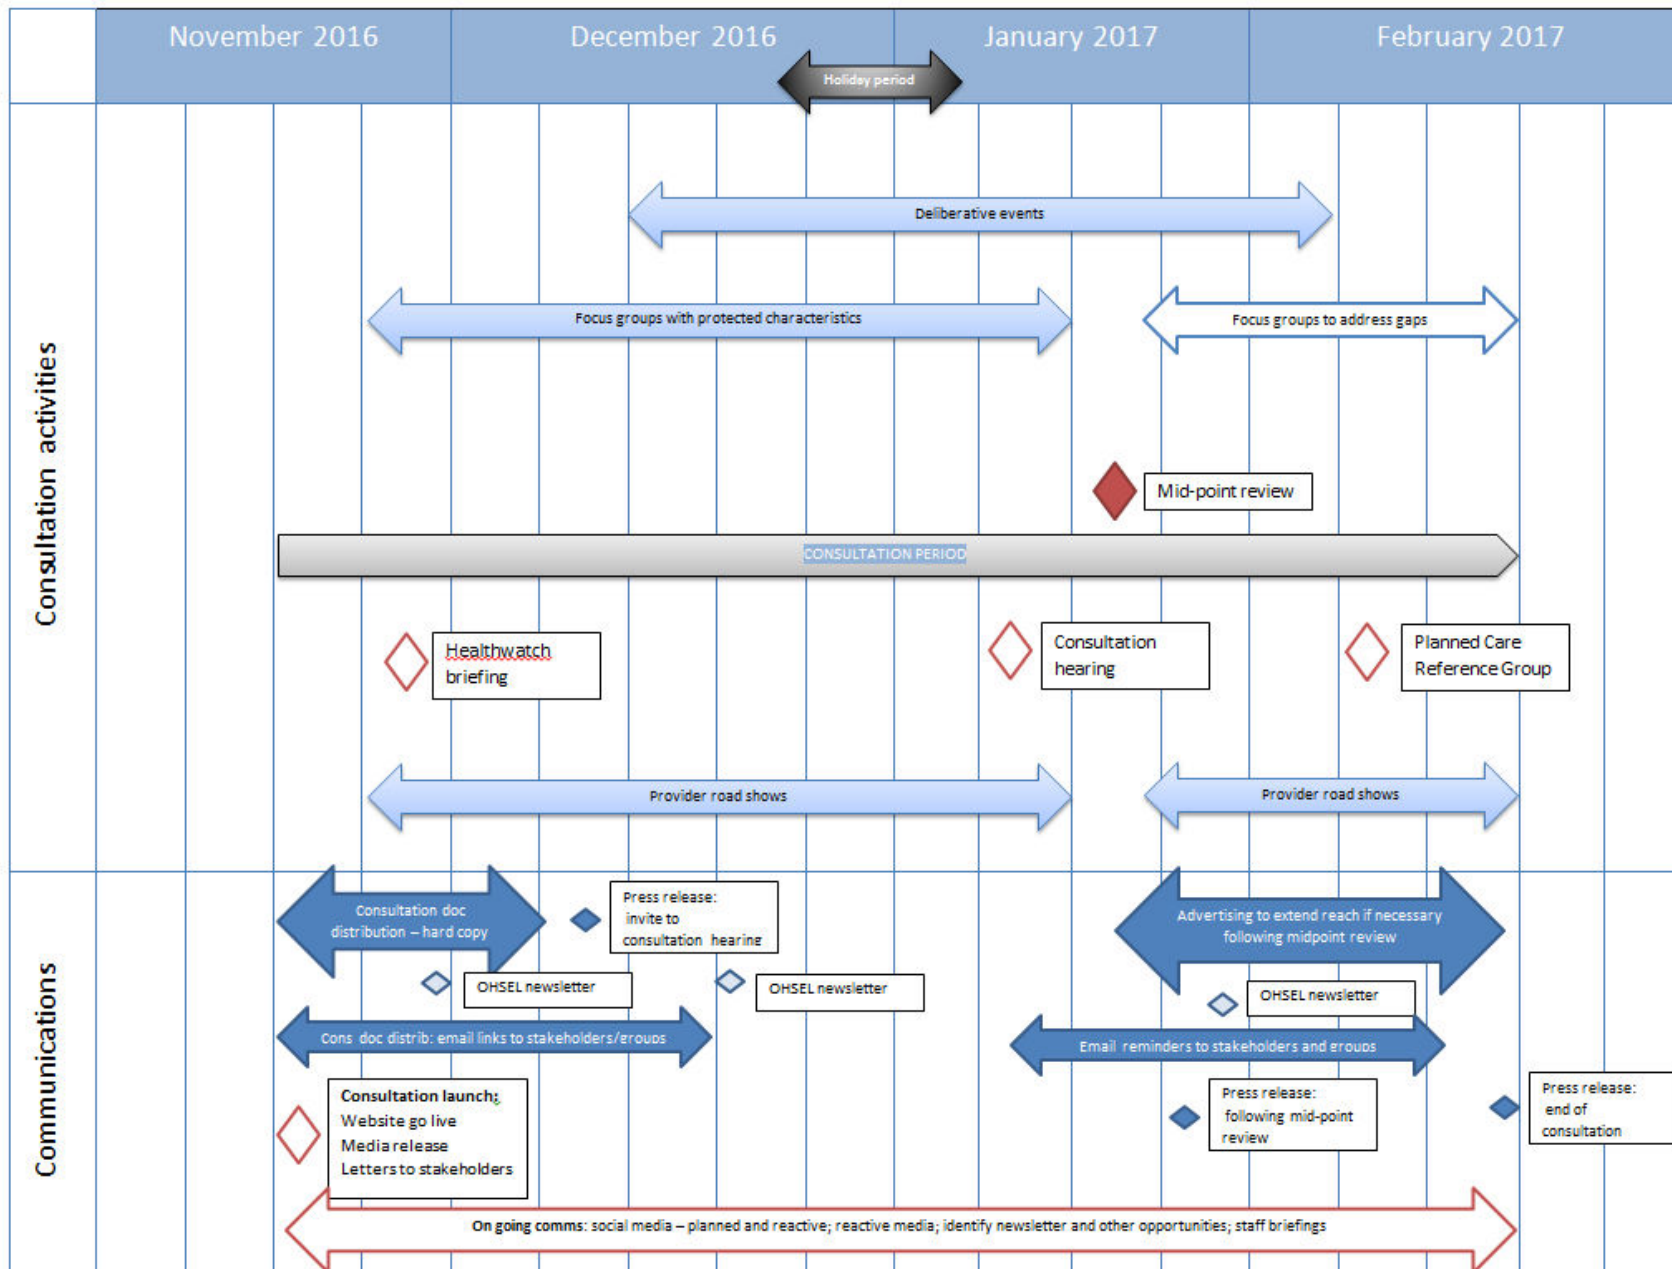 November 2016
December 2016
January 2017
February 2017
Holiday period
Consultation activities
Deliberative events
Focus groups with protected characteristics
Focus groups to address gaps
Mid-point review
CONSULTATION PERIOD
Healthwatch
briefing
Consultation
hearing
Planned Care
Reference Group
Provider road shows
Provider road shows
Communications
Consultation doc
distribution – hard copy
Press release:
invite to
consultation hearing
Advertising to extend reach if necessary
following midpoint review
OHSEL newsletter
OHSEL newsletter
OHSEL newsletter
Cons doc distrib: email links to stakeholders/groups
Email reminders to stakeholders and groups
Consultation launch;
Website go live
Media release
Letters to stakeholders
Press release:
following mid-point
review
Press release:
end of
consultation
On going comms: social media – planned and reactive; reactive media; identify newsletter and other opportunities; staff briefings